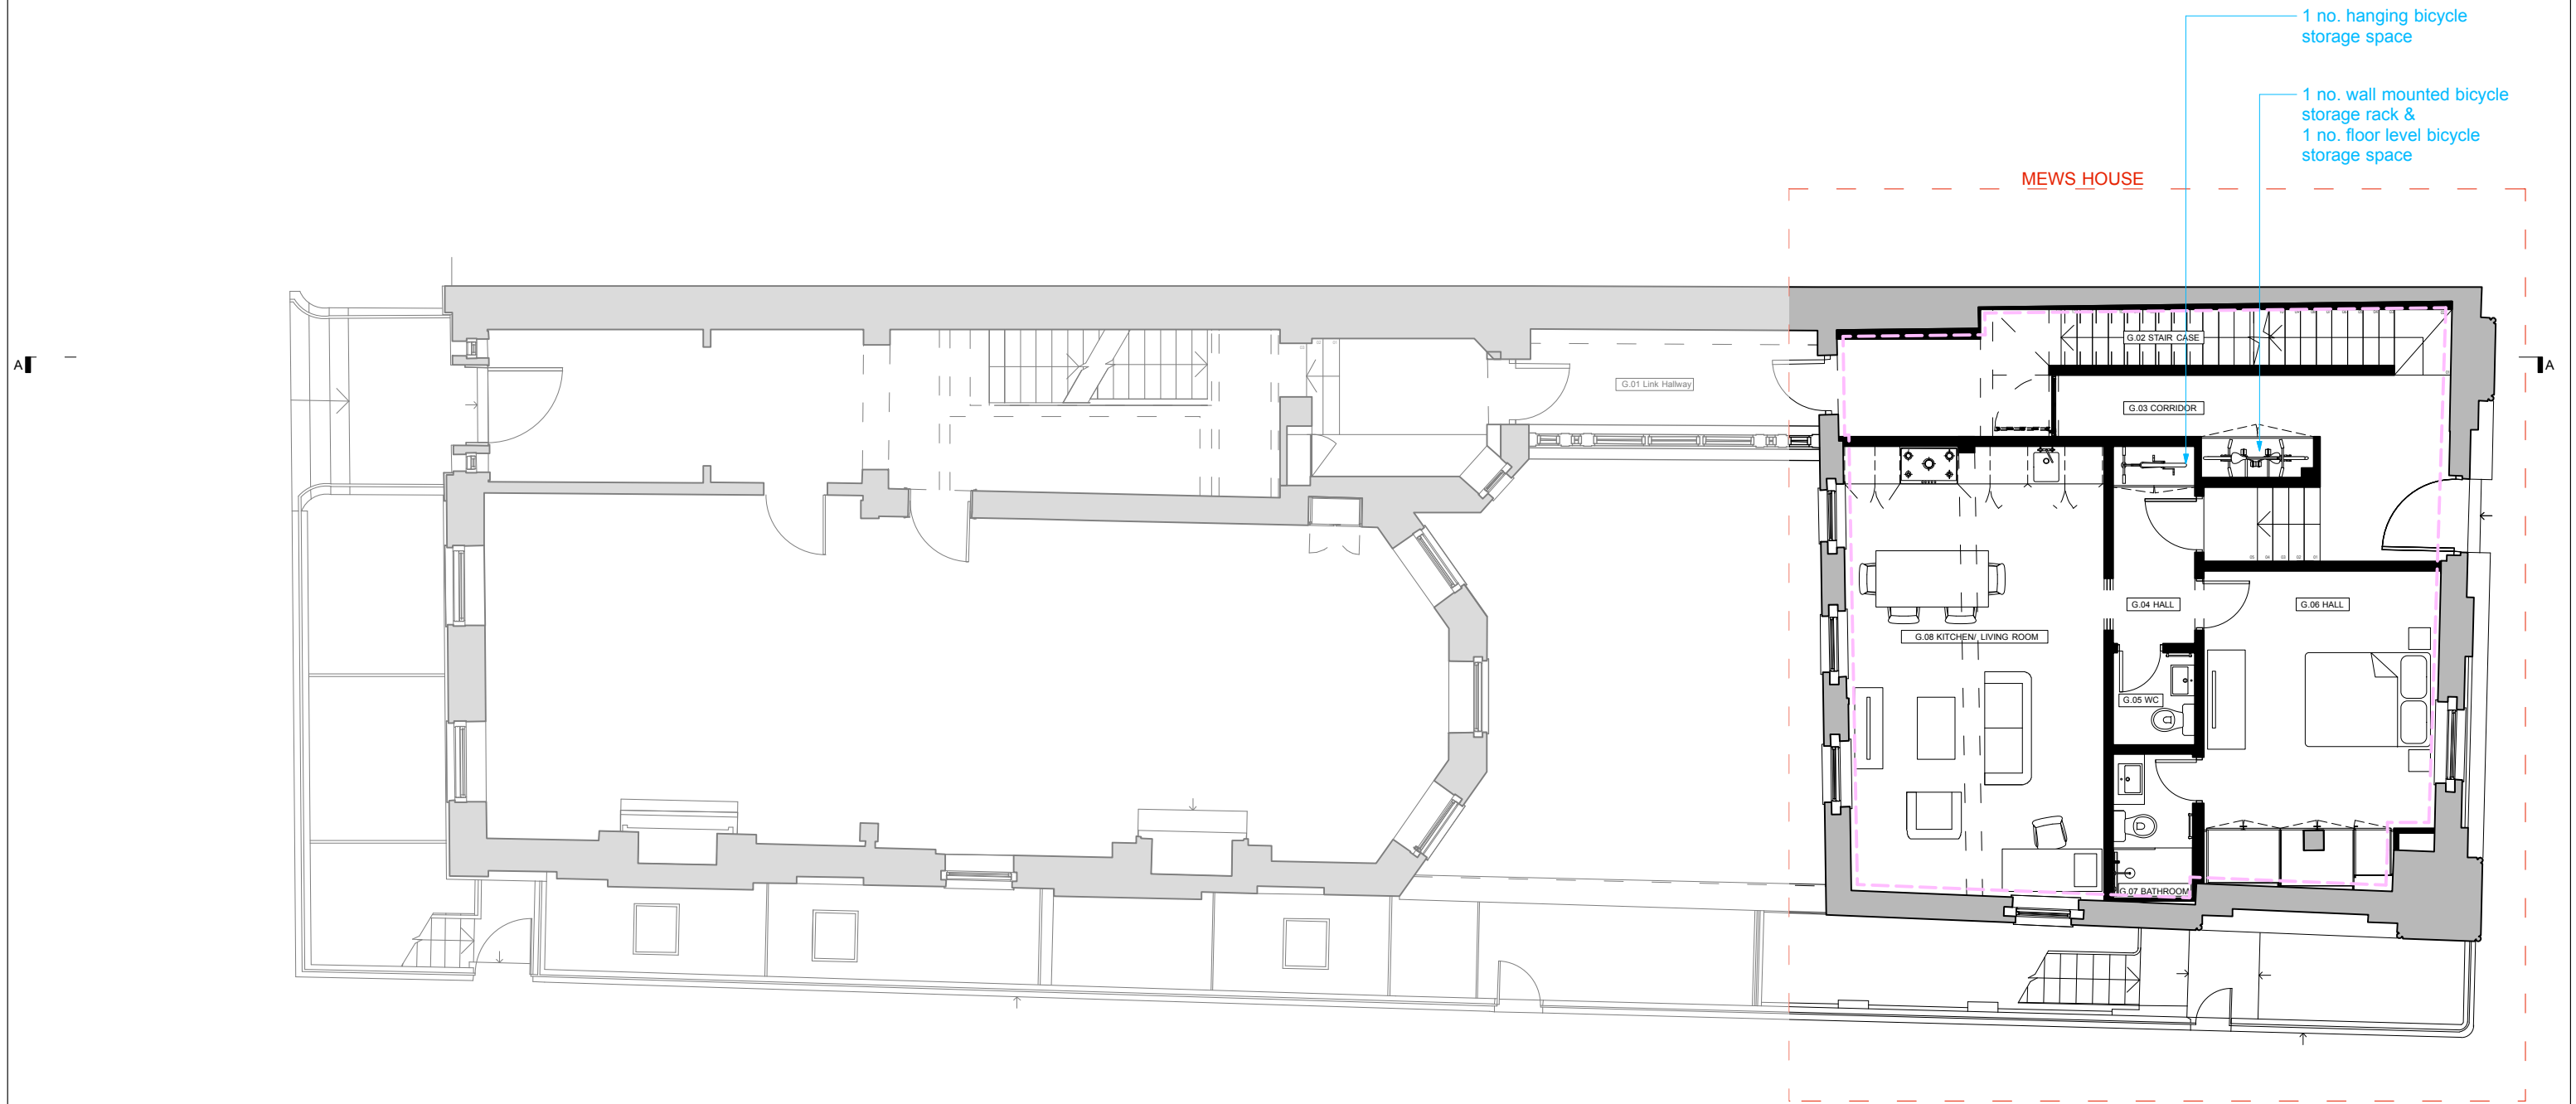 1 no. hanging bicycle
storage space
1 no. wall mounted bicycle
storage rack &
1 no. floor level bicycle
storage space
MEWS HOUSE
A
A
G.02 STAIR CASE
G.01 Link Hallway
G.03 CORRIDOR
G.04 HALL
G.06 HALL
G.08 KITCHEN/ LIVING ROOM
G.05 WC
G.07 BATHROOM